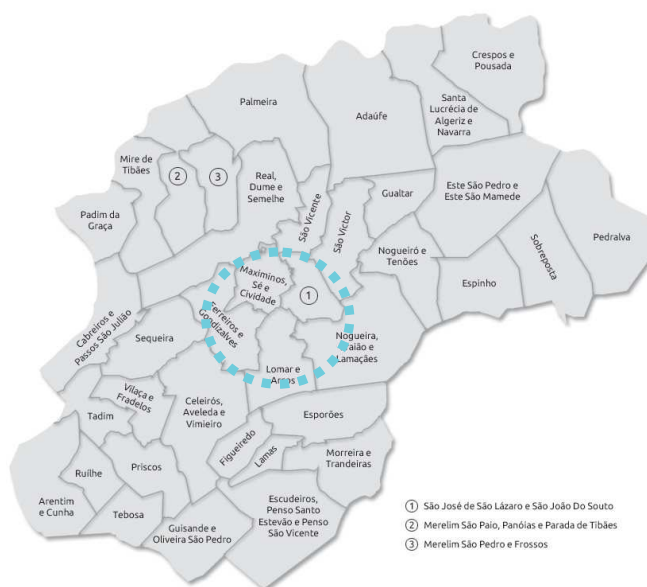 Crespos e
Pousada
Palmeira
Adaúfe
Santa
Lucrécia de
Algeriz e
Navarra
Mire de
Tibães
2
3
Real,
Dume e
Semelhe
São Vicente
São Victor
Gualtar
Este São Pedro e
Este São Mamede
Padim da
Graça
Nogueiró e
Tenões
Espinho
Sobreposta
Pedralva
Maximinos,
Sé e
Cividade
1
Cabreiros e
Passos São Julião
Sequeira
Ferreiros e
Gondizalves
Nogueira,
Lamaçães
Lomar e
Vilaça e
Fradelos
Tadim
Celeirós,
Aveleda e
Vimieiro
Esporões
Figueiredo
Lamas
Morreira e
Trandeiras
Ruílhe
Priscos
Arentim
e Cunha
Tebosa
Guisande e
Oliveira São Pedro
Escudeiros,
Penso Santo
Estevão e Penso
São Vicente
1 São José de São Lázaro e São João Do Souto
2 Merelim São Paio, Panóias e Parada de Tibães
3 Merelim São Pedro e Frossos